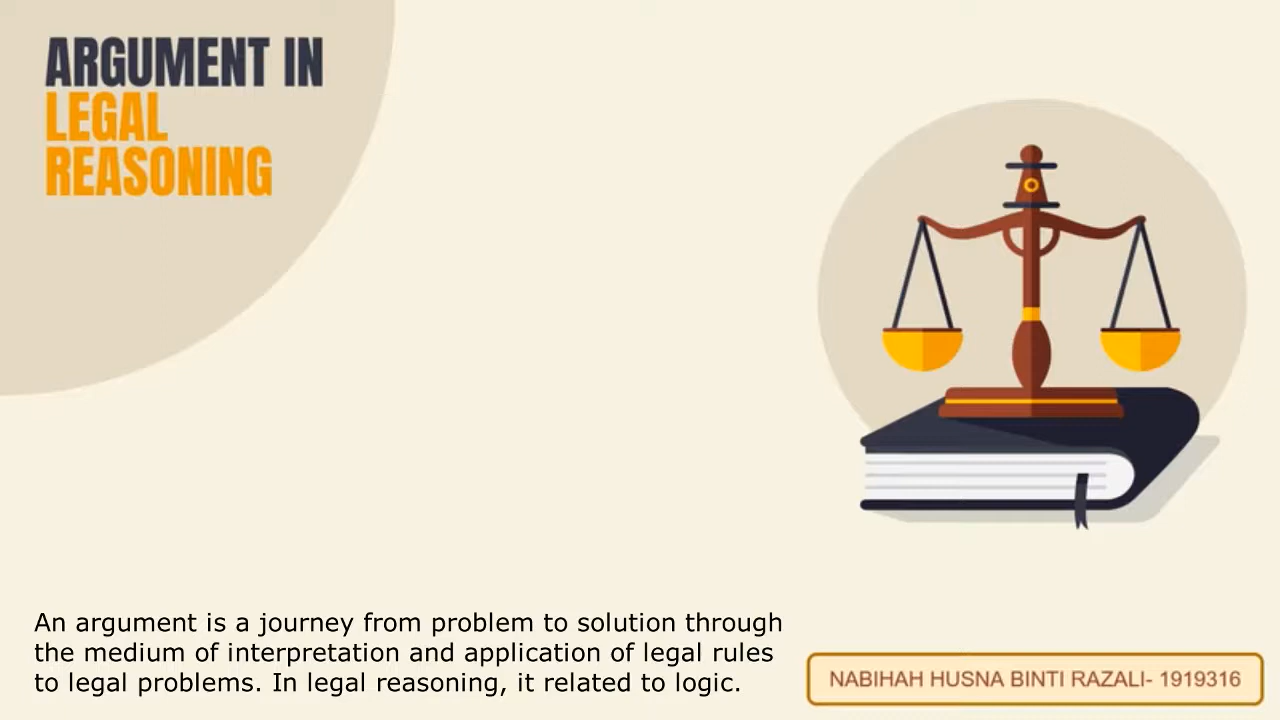 ARGUMENT IN
LEGAL
REASONING
An argument is a journey from problem to solution through
the medium of interpretation and application of legal rules
to legal problems. In legal reasoning, it related to logic.
NABIHAH HUSNA BINTI RAZALI- 1919316